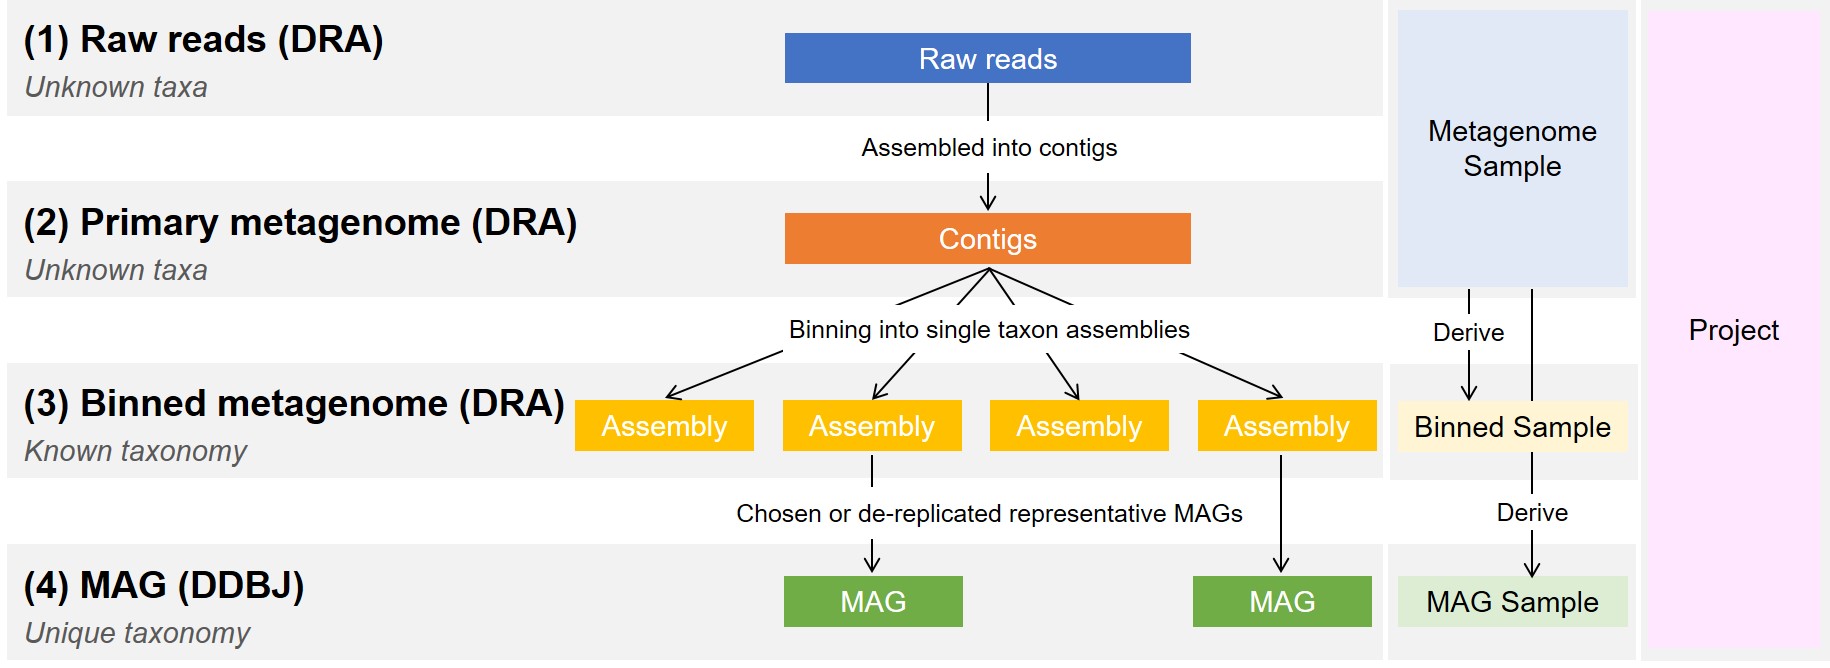 (1) Raw reads (DRA)
Unknown taxa
Raw reads
Assembled into contigs
(2) Primary metagenome (DRA)
Unknown taxa
Contigs
Binning into single taxon assemblies
(3) Binned metagenome (DRA)
Known taxonomy
Assembly
Assembly
Assembly
Assembly
Chosen or de-replicated representative MAGs
(4) MAG (DDBJ)
Unique taxonomy
MAG
MAG
Metagenome
Sample
Derive
Binned Sample
Derive
MAG Sample
Project